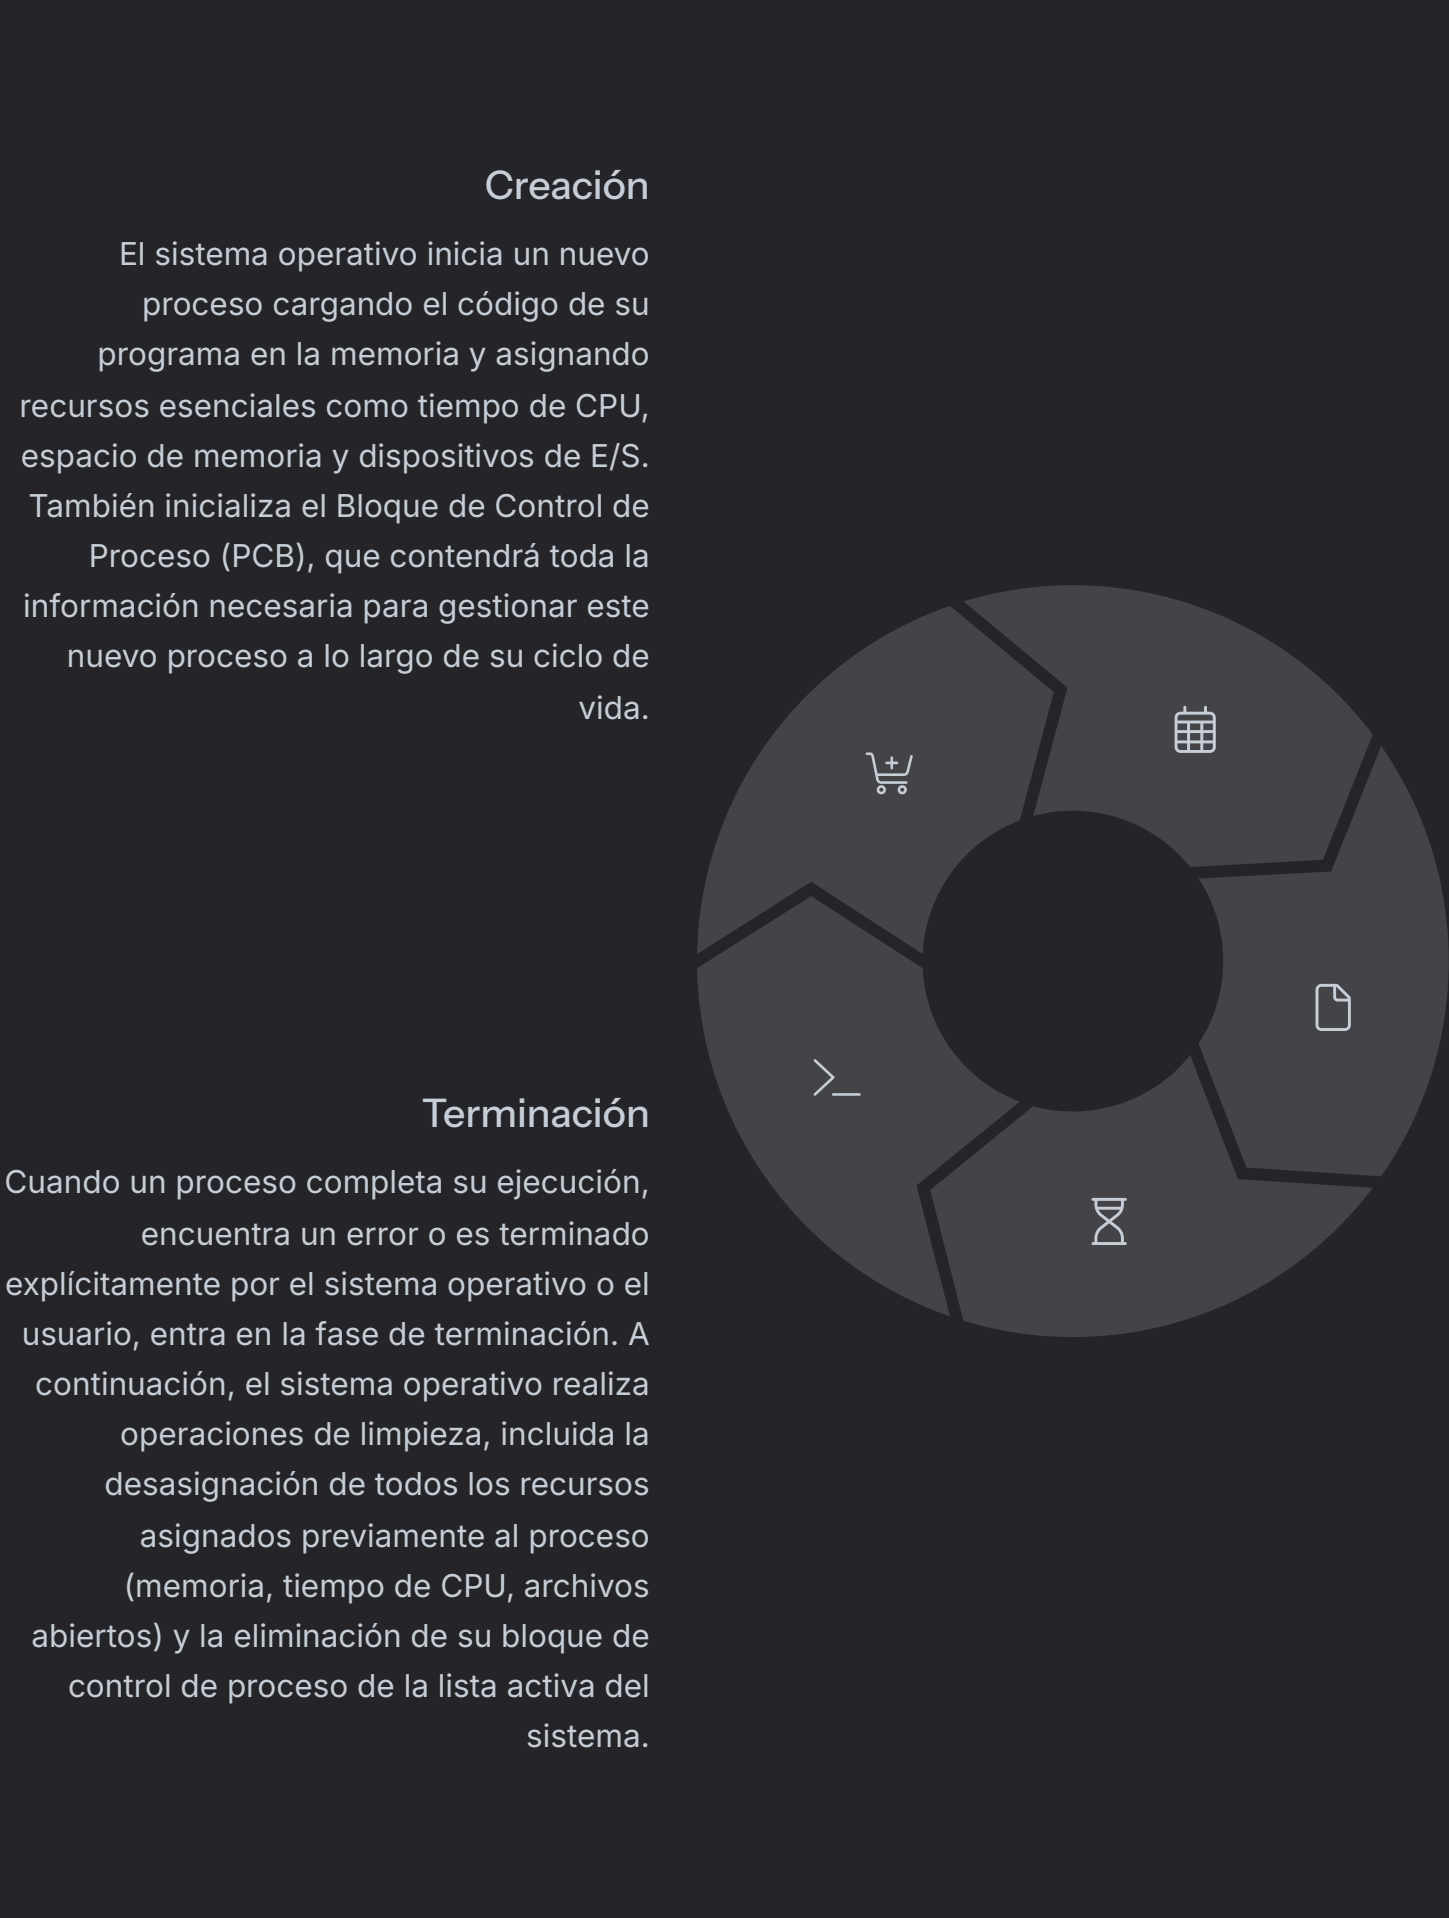 Creación
El sistema operativo inicia un nuevo
proceso cargando el código de su
programa en la memoria y asignando
recursos esenciales como tiempo de CPU,
espacio de memoria y dispositivos de E/S.
También inicializa el Bloque de Control de
Proceso (PCB), que contendrá toda la
información necesaria para gestionar este
nuevo proceso a lo largo de su ciclo de
vida.
Terminación
Cuando un proceso completa su ejecución,
encuentra un error o es terminado
explícitamente por el sistema operativo o el
usuario, entra en la fase de terminación. A
continuación, el sistema operativo realiza
operaciones de limpieza, incluida la
desasignación de todos los recursos
asignados previamente al proceso
(memoria, tiempo de CPU, archivos
abiertos) y la eliminación de su bloque de
control de proceso de la lista activa del
sistema.